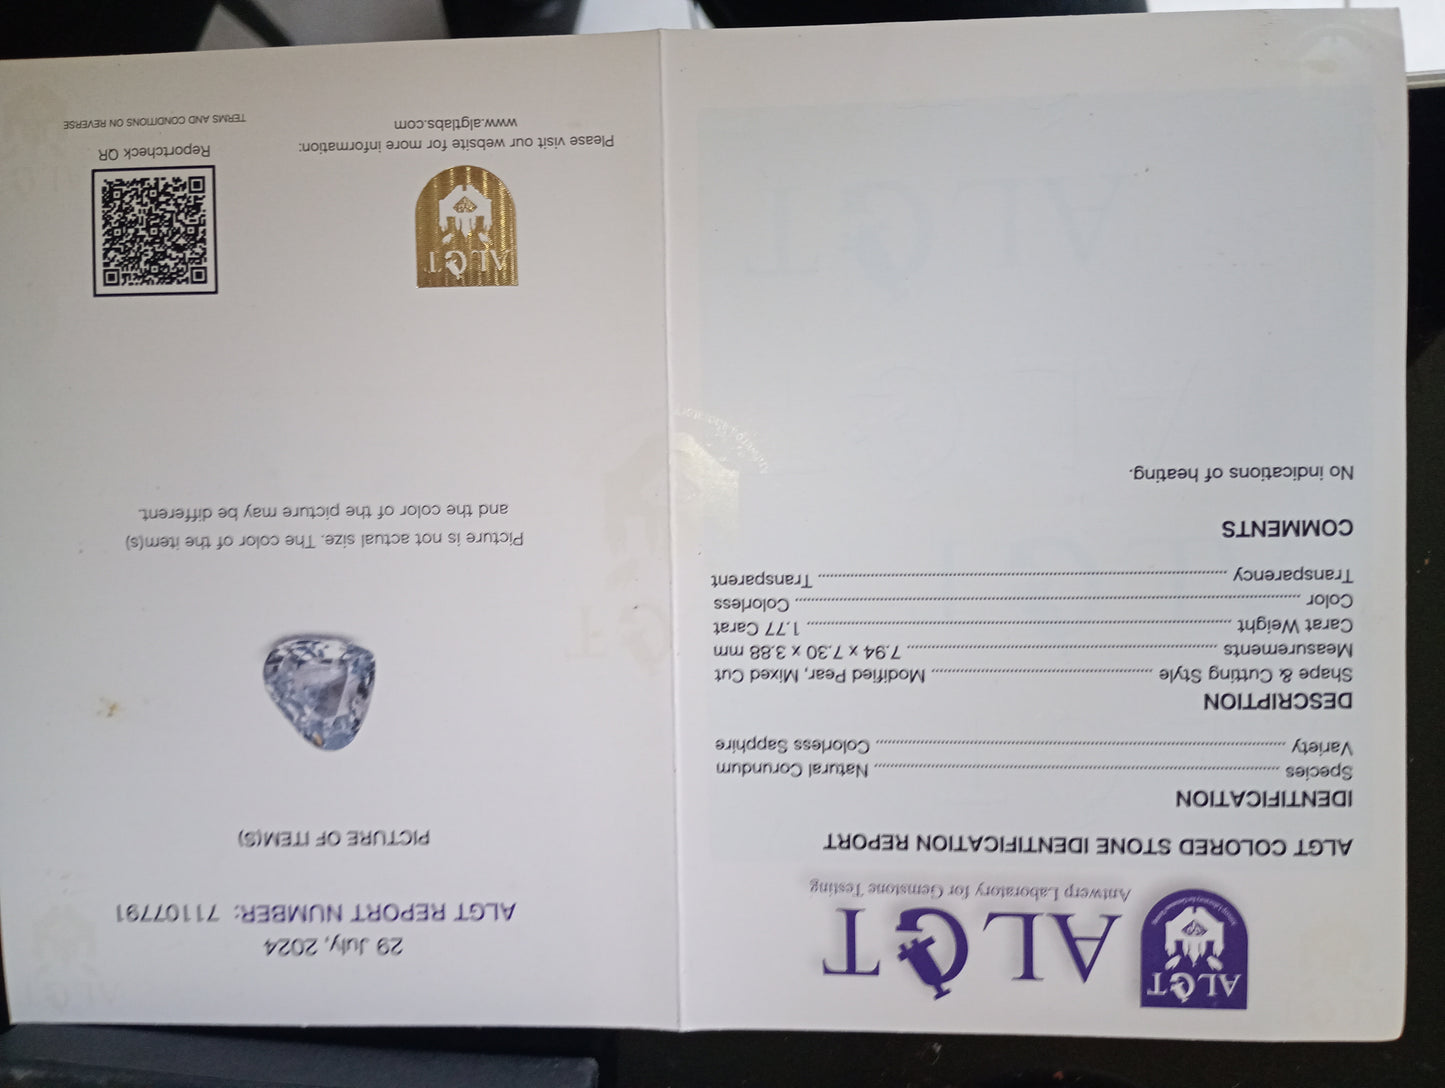 ALGT
ALGT
Antwerp Laboratory for Gemstone Testing
ALGT COLORED STONE IDENTIFICATION REPORT
IDENTIFICATION
Species ........ Natural Corundum
Variety ........ Colorless Sapphire
DESCRIPTION
Shape & Cutting Style ........ Modified Pear, Mixed Cut
Measurements ........ 7.94 x 7.30 x 3.88 mm
Carat Weight ........ 1.77 Carat
Color ........ Colorless
Transparency ........ Transparent
COMMENTS
No indications of heating.
29 July, 2024
ALGT REPORT NUMBER: 71107791
PICTURE OF ITEM(S)
Picture is not actual size. The color of the item(s)
and the color of the picture may be different.
ALGT
Please visit our website for more information:
www.algtlabs.com
Reportcheck QR
TERMS AND CONDITIONS ON REVERSE